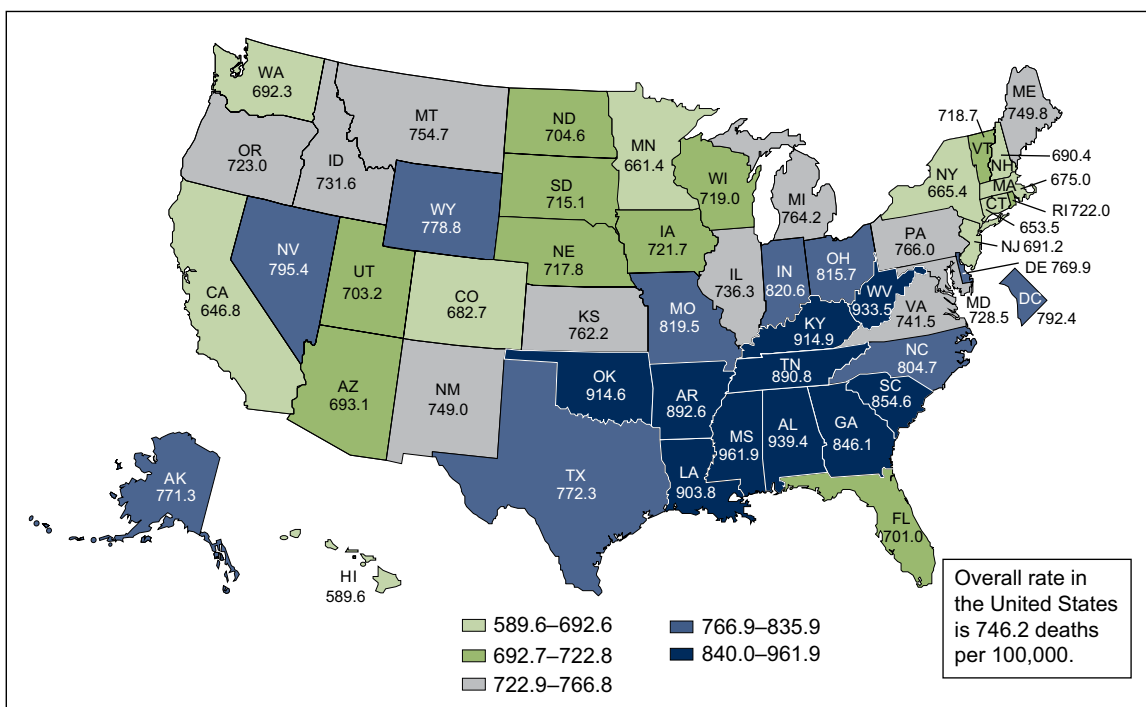 WA
692.3
OR
723.0
ID
731.6
MT
754.7
ND
704.6
SD
715.1
NE
717.8
WY
778.8
MN
661.4
WI
719.0
IA
721.7
MI
764.2
NV
795.4
UT
703.2
CA
646.8
CO
682.7
KS
762.2
MO
819.5
IL
736.3
IN
820.6
OH
815.7
PA
766.0
NY
665.4
718.7
VT
ME
749.8
NH
690.4
MA
675.0
CT
653.5
RI 722.0
NJ 691.2
DE 769.9
MD
728.5
DC
792.4
WV
933.5
VA
741.5
KY
914.9
NC
804.7
TN
890.8
SC
854.6
AZ
693.1
NM
749.0
OK
914.6
AR
892.6
MS
961.9
AL
939.4
GA
846.1
LA
903.8
TX
772.3
FL
701.0
AK
771.3
HI
589.6
589.6–692.6
692.7–722.8
722.9–766.8
766.9–835.9
840.0–961.9
Overall rate in
the United States
is 746.2 deaths
per 100,000.